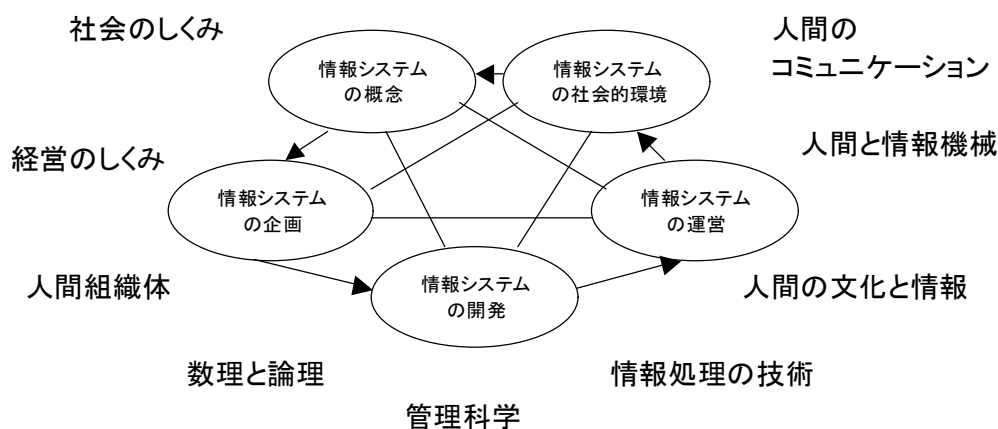 社会のしくみ
人間の
コミュニケーション
情報システム
の概念
情報システム
の社会的環境
人間と情報機械
経営のしくみ
情報システム
の企画
情報システム
の運営
人間組織体
情報システム
の開発
人間の文化と情報
数理と論理
情報処理の技術
管理科学